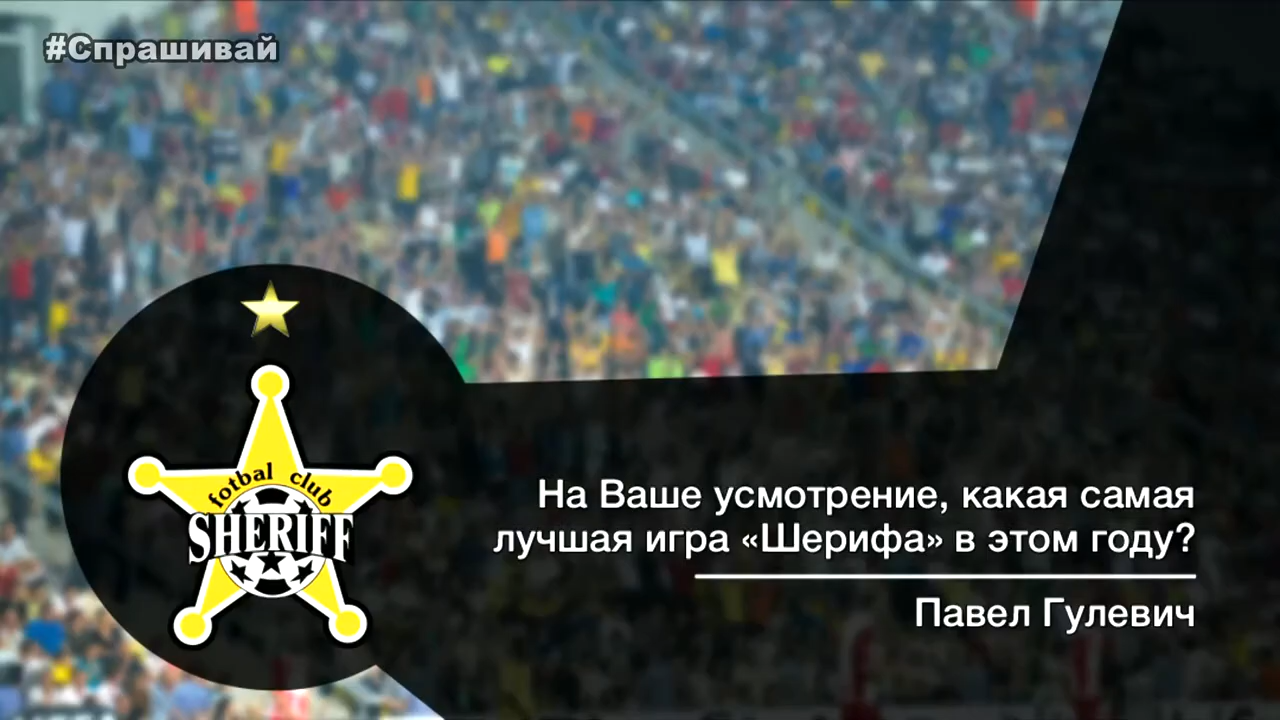 #Спрашивай
fotbal club
SHERIFF
На Ваше усмотрение, какая самая
лучшая игра «Шерифа» в этом году?
Павел Гулевич